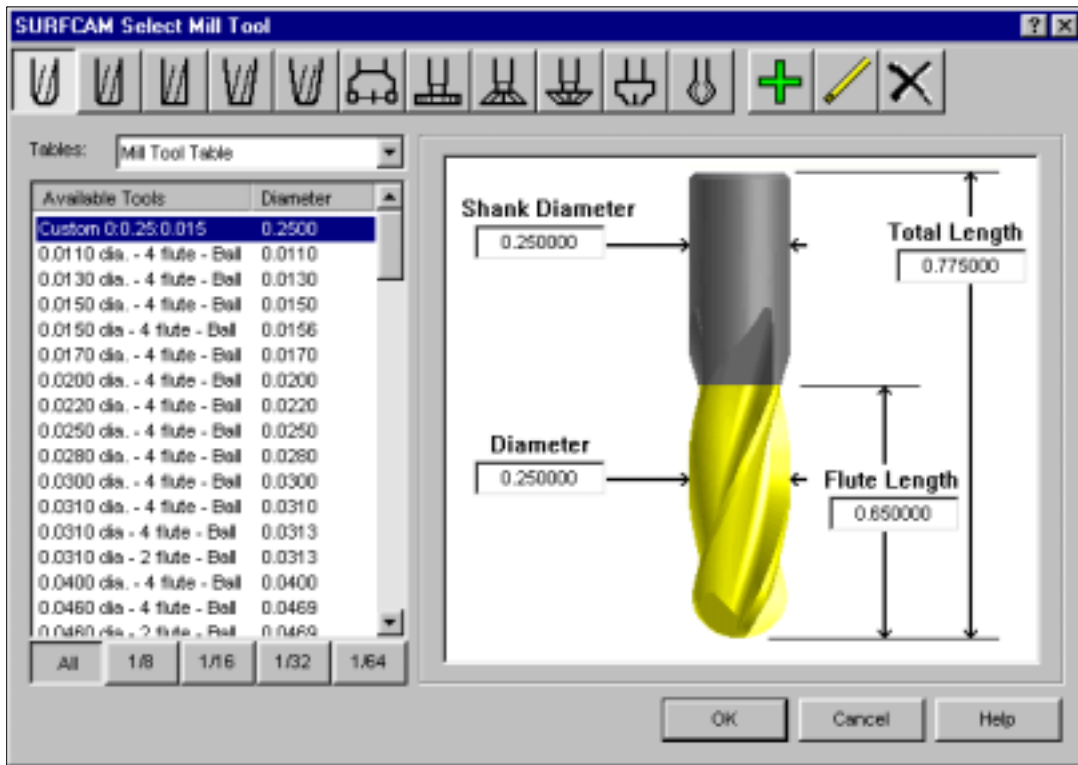 SURFCAM Select Mill Tool
Tables: Mill Tool Table
Available Tools Diameter
Custom 0:0.25:0.015 0.2500
0.0110 dia. - 4 flute - Ball 0.0110
0.0130 dia. - 4 flute - Ball 0.0130
0.0150 dia. - 4 flute - Ball 0.0150
0.0150 dia - 4 flute - Ball 0.0156
0.0170 dia. - 4 flute - Ball 0.0170
0.0200 dia. - 4 flute - Ball 0.0200
0.0220 dia. - 4 flute - Ball 0.0220
0.0250 dia. - 4 flute - Ball 0.0250
0.0280 dia. - 4 flute - Ball 0.0280
0.0300 dia. - 4 flute - Ball 0.0300
0.0310 dia. - 4 flute - Ball 0.0310
0.0310 dia - 4 flute - Ball 0.0313
0.0310 dia - 2 flute - Ball 0.0313
0.0400 dia. - 4 flute - Ball 0.0400
0.0460 dia - 4 flute - Ball 0.0469
0.0460 dia - 2 flute - Ball 0.0469
All 1/8 1/16 1/32 1/64
Shank Diameter
0.250000
Total Length
0.775000
Diameter
0.250000
Flute Length
0.650000
OK Cancel Help